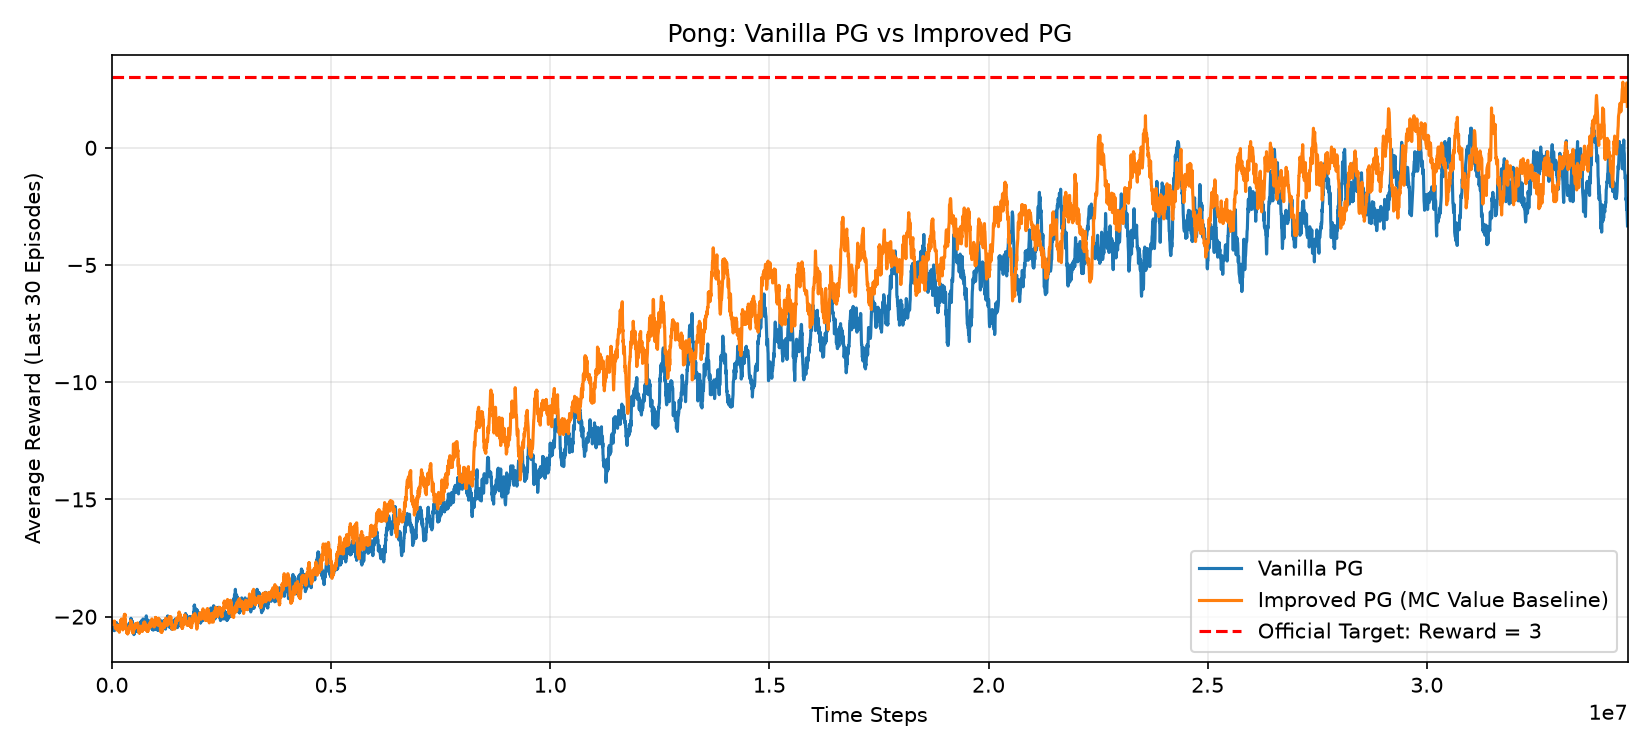 Pong: Vanilla PG vs Improved PG
Average Reward (Last 30 Episodes)
0
−5
−10
−15
−20
0.0 0.5 1.0 1.5 2.0 2.5 3.0
1e7
Time Steps
Vanilla PG
Improved PG (MC Value Baseline)
Official Target: Reward = 3